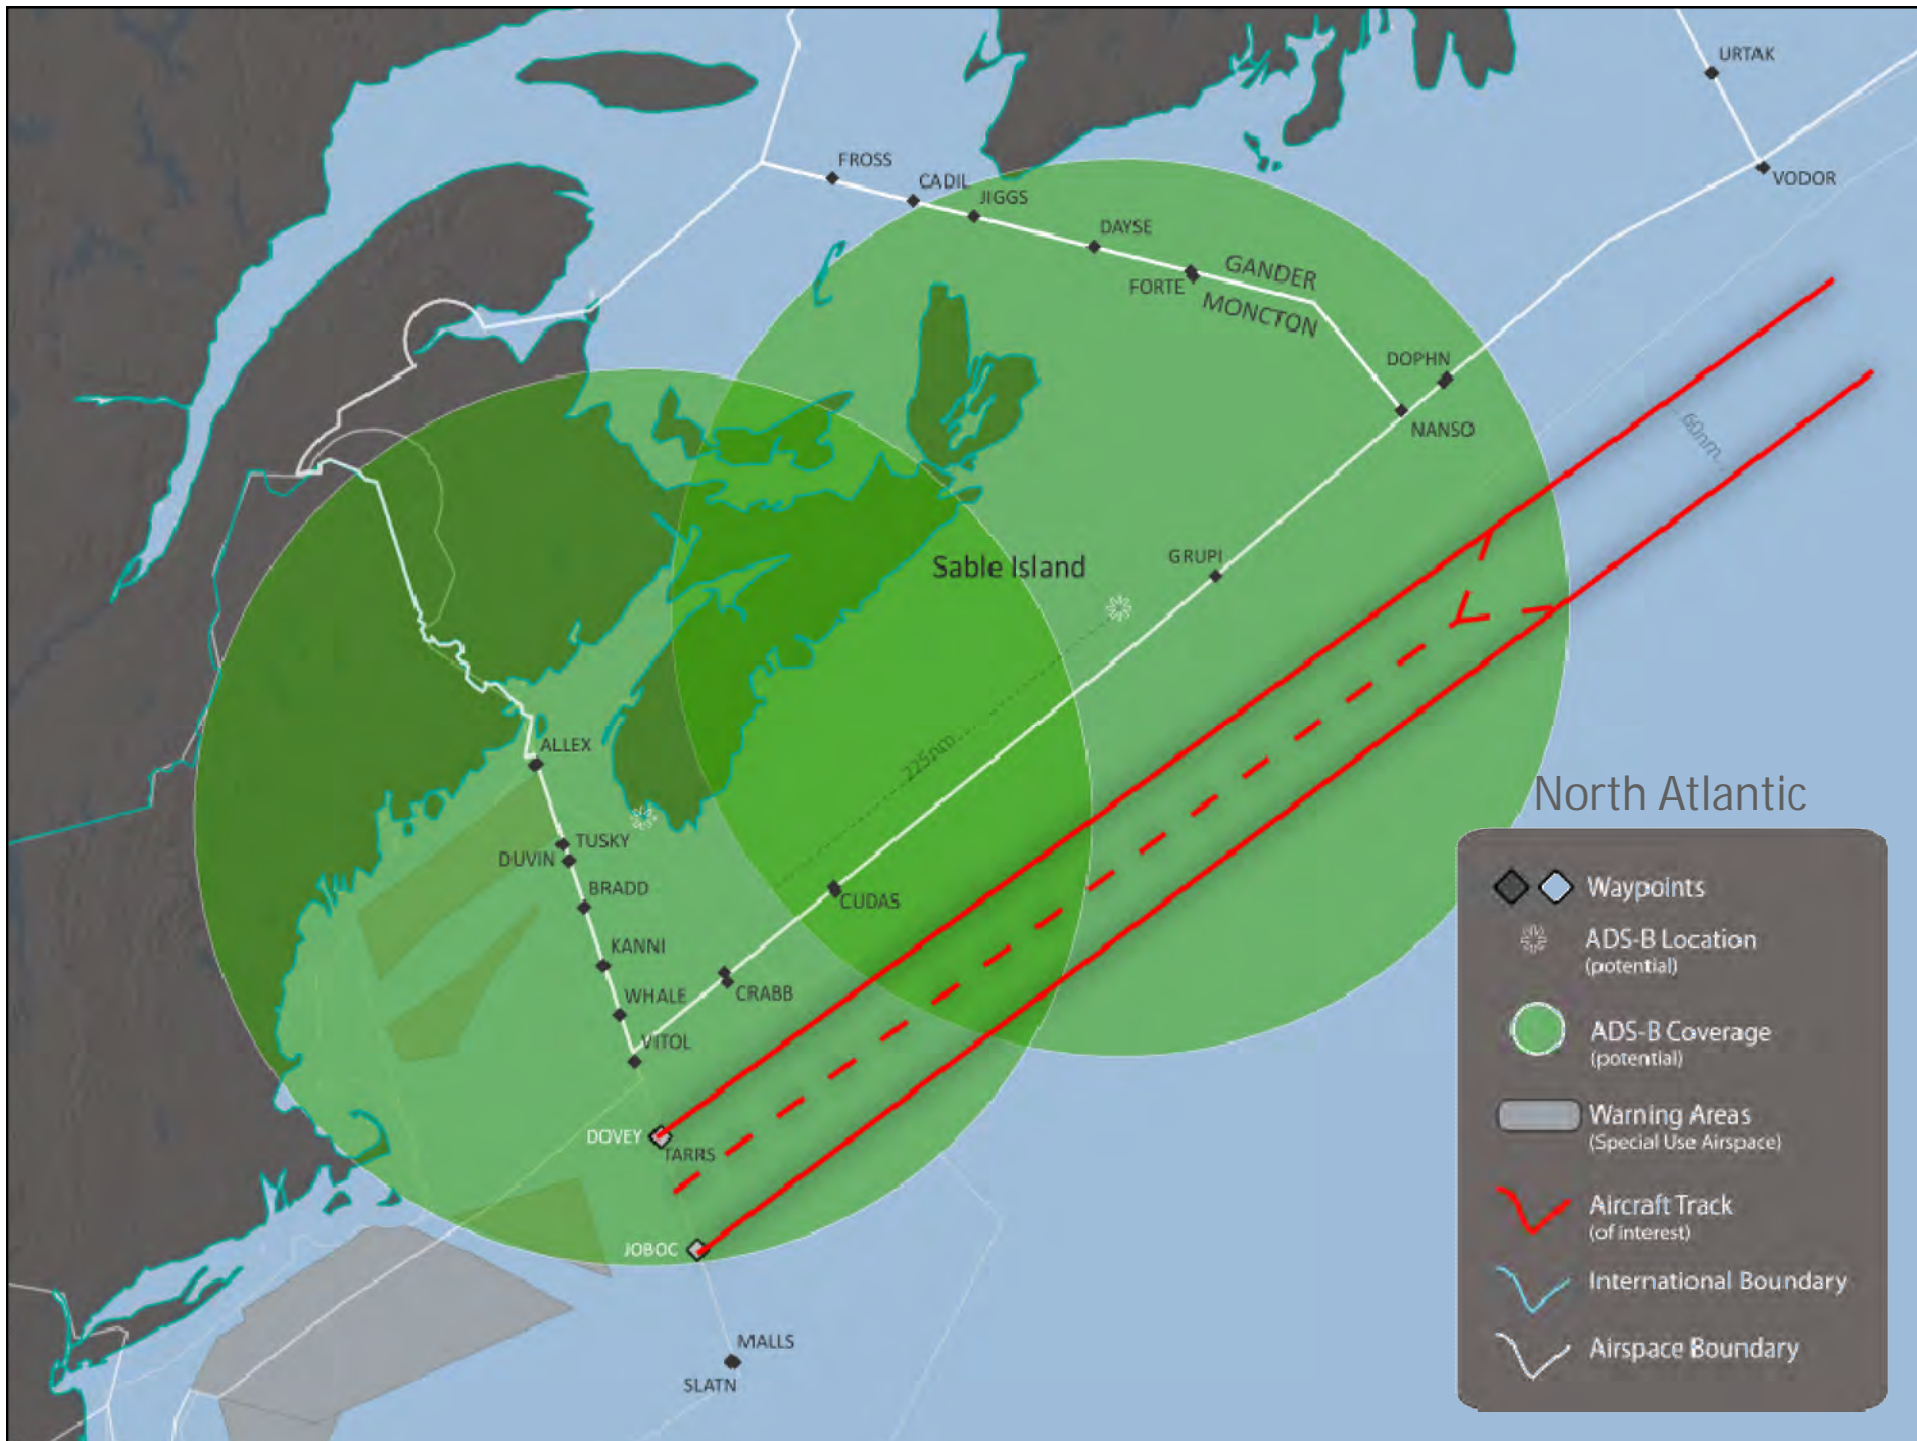 URTAK
FROSS
CADIL
JIGGS
VODOR
DAYSE
GANDER
FORTE
MONCTON
DOPHN
NANSO
60nm
Sable Island
GRUPI
ALLEX
225nm
North Atlantic
TUSKY
DUVIN
BRADD
CUDAS
KANNI
CRABB
WHALE
VITOL
DOVEY
TARRS
JOBOC
MALLS
SLATN
Waypoints
ADS-B Location
(potential)
ADS-B Coverage
(potential)
Warning Areas
(Special Use Airspace)
Aircraft Track
(of interest)
International Boundary
Airspace Boundary